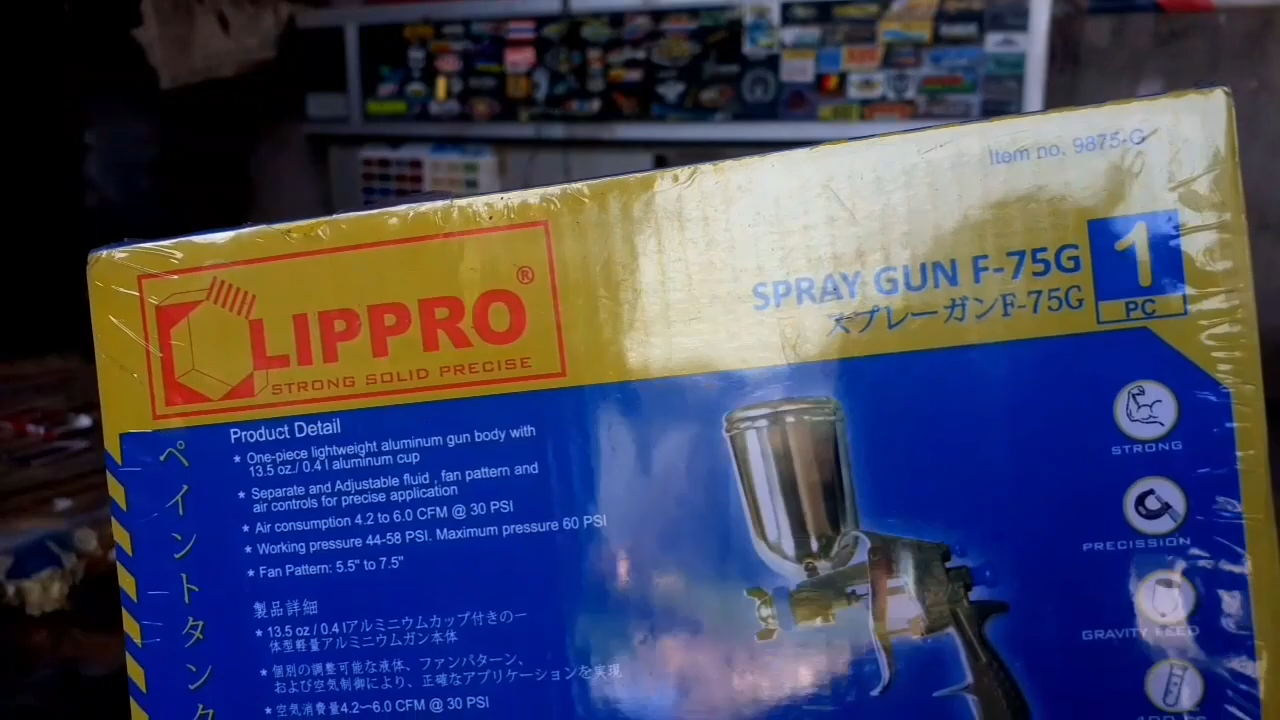 Item no. 9875-G
LIPPRO®
STRONG SOLID PRECISE
SPRAY GUN F-75G
スプレーガンF-75G
1
PC
Product Detail
* One-piece lightweight aluminum gun body with
13.5 oz./ 0.4 l aluminum cup
* Separate and Adjustable fluid , fan pattern and
air controls for precise application
* Air consumption 4.2 to 6.0 CFM @ 30 PSI
* Working pressure 44-58 PSI. Maximum pressure 60 PSI
* Fan Pattern: 5.5" to 7.5"
製品詳細
* 13.5 oz / 0.4 lアルミニウムカップ付きの一
体型軽量アルミニウムガン本体
* 個別の調整可能な液体、ファンパターン、
および空気制御により、正確なアプリケーションを実現
* 空気消費量4.2〜6.0 CFM @ 30 PSI
ペイントタンク
STRONG
PRECISSION
GRAVITY FEED